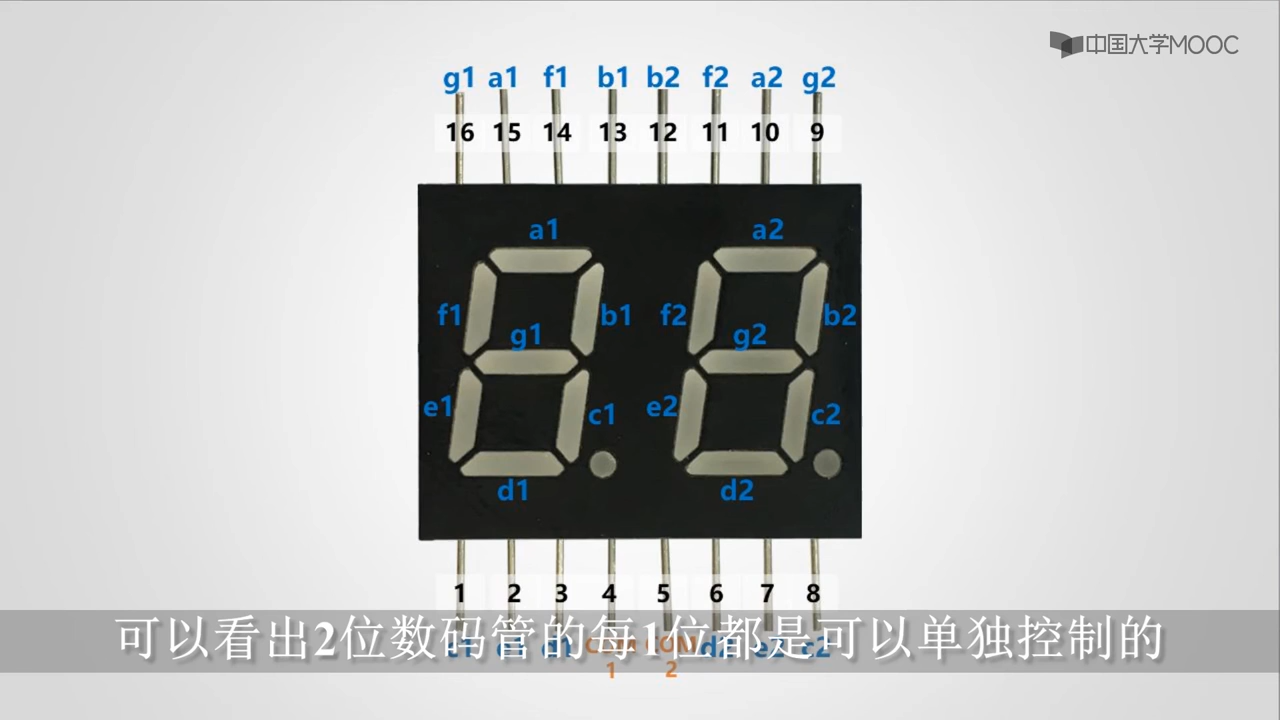 中国大学MOOC
g1 a1 f1 b1 b2 f2 a2 g2
16 15 14 13 12 11 10 9
a1 a2
f1 b1 f2 b2
g1 g2
e1 c1 e2 c2
d1 d2
1 2 3 4 5 6 7 8
可以看出2位数码管的每1位都是可以单独控制的
1 2